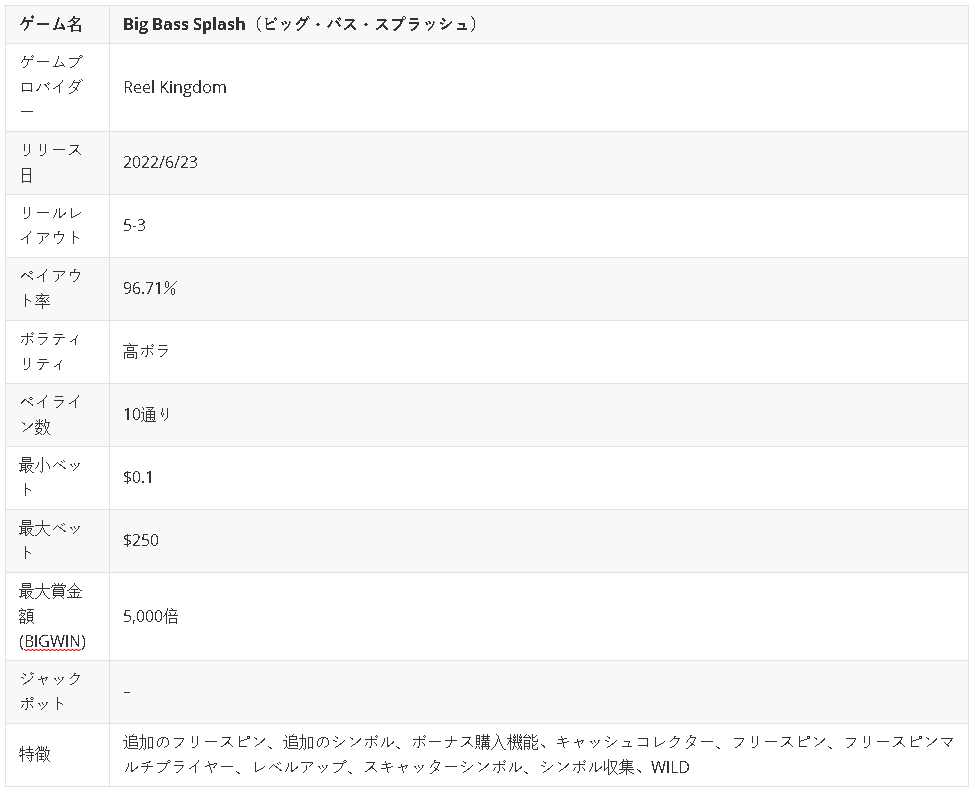 ゲーム名
Big Bass Splash（ビッグ・バス・スプラッシュ）
ゲームプ
ロバイダ
ー
Reel Kingdom
リリース
日
2022/6/23
リールレ
イアウト
5-3
ペイアウ
ト率
96.71％
ボラティ
リティ
高ボラ
ペイライ
ン数
10通り
最小ベッ
ト
$0.1
最大ベッ
ト
$250
最大賞金
額
(BIGWIN)
5,000倍
ジャック
ポット
–
特徴
追加のフリースピン、追加のシンボル、ボーナス購入機能、キャッシュコレクター、フリースピン、フリースピンマ
ルチプライヤー、レベルアップ、スキャッターシンボル、シンボル収集、WILD